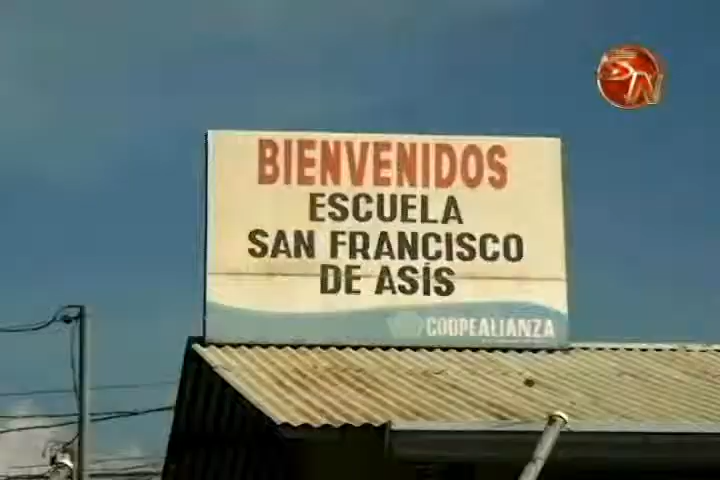 BIENVENIDOS
ESCUELA
SAN FRANCISCO
DE ASÍS
COOPEALIANZA